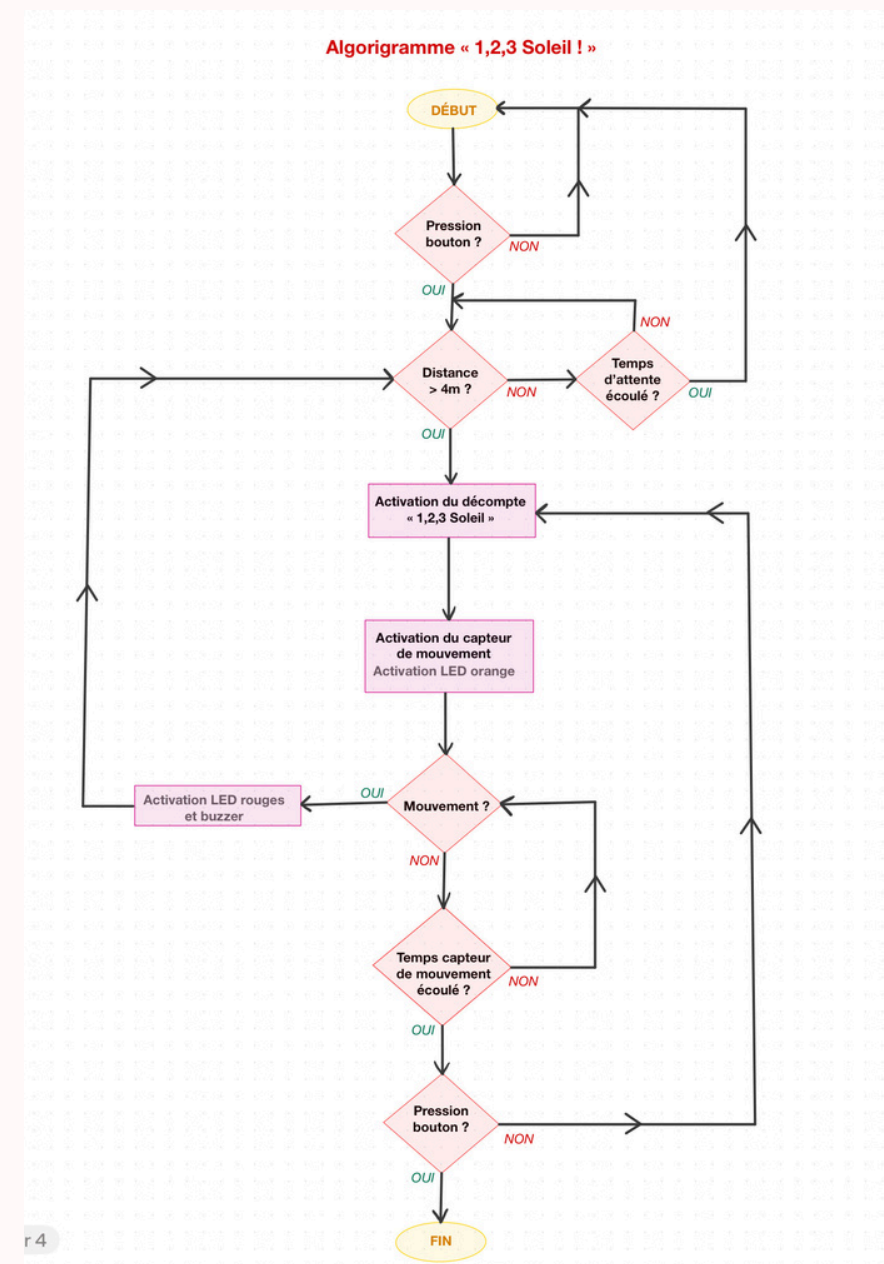 Algorigramme « 1,2,3 Soleil ! »
DÉBUT
Pression
bouton ?
NON
OUI
NON
Distance
> 4m ?
NON
Temps
d'attente
écoulé ?
OUI
OUI
Activation du décompte
« 1,2,3 Soleil »
Activation du capteur
de mouvement
Activation LED orange
Mouvement ?
OUI
Activation LED rouges
et buzzer
NON
Temps capteur
de mouvement
écoulé ?
NON
OUI
Pression
bouton ?
NON
OUI
FIN
r 4